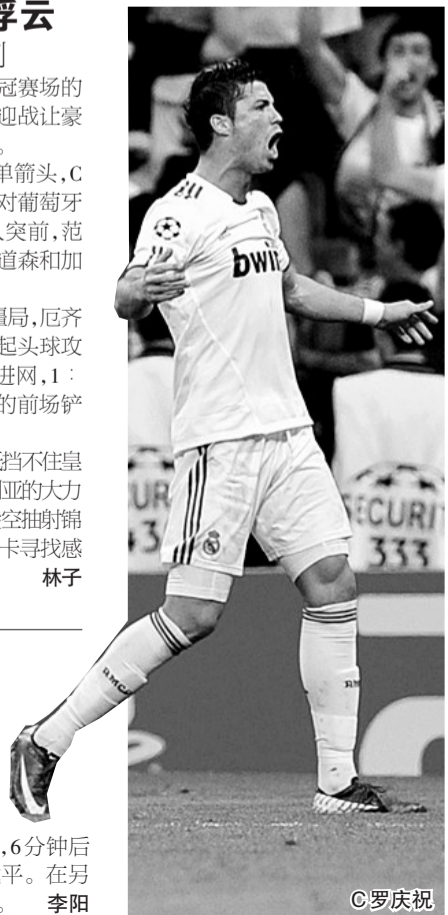 浮云
冠赛场的
迎战让豪
。
单箭头,C
对葡萄牙
人突前,范
道森和加
僵局,厄齐
起头球攻
进网,1∶
的前场铲
挡不住皇
亚的大力
空抽射锦
卡寻找感
林子
,6分钟后
平。在另
。 李阳
bwin
ECURIT
333
C罗庆祝